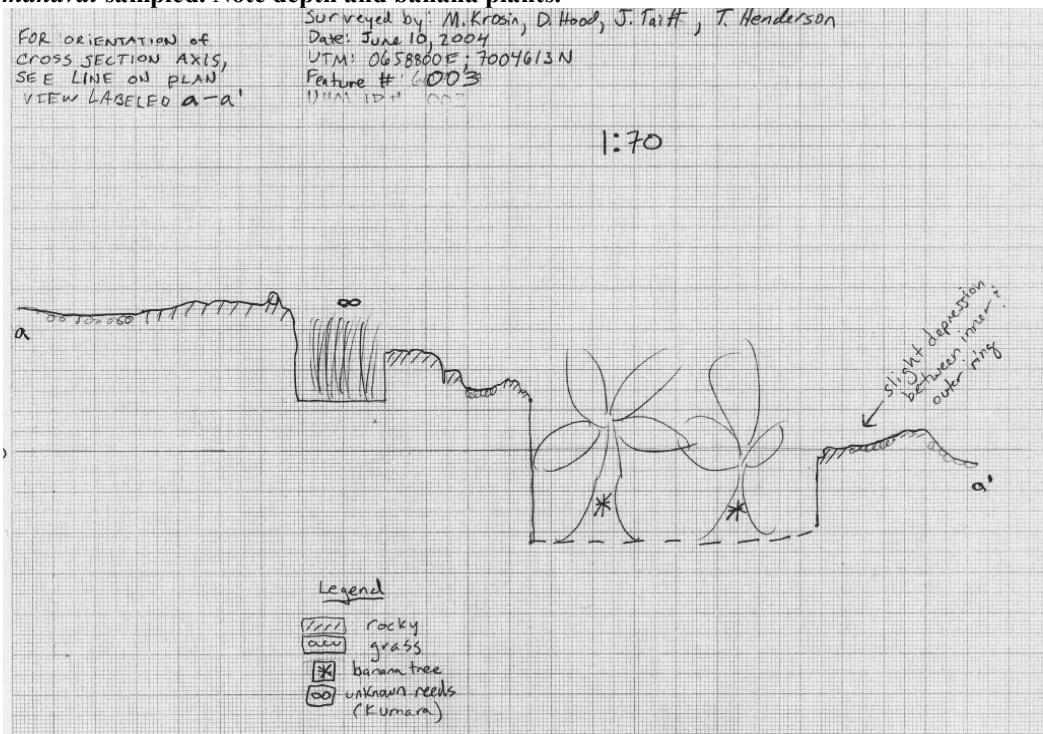 manavai sampled. Note depth and banana plants.
FOR ORIENTATION of
CROSS SECTION AXIS,
SEE LINE ON PLAN
VIEW LABELED a-a'
Surveyed by: M. Krosin, D. Hood, J. Taiff, T. Henderson
Date: June 10, 2004
UTM: 0658800E; 7004613N
Feature # 003
1:70
∞
a
slight depression
between inner &
outer ring
a'
*
*
Legend
rocky
grass
* banana tree
∞ unknown reeds
(Kumara)